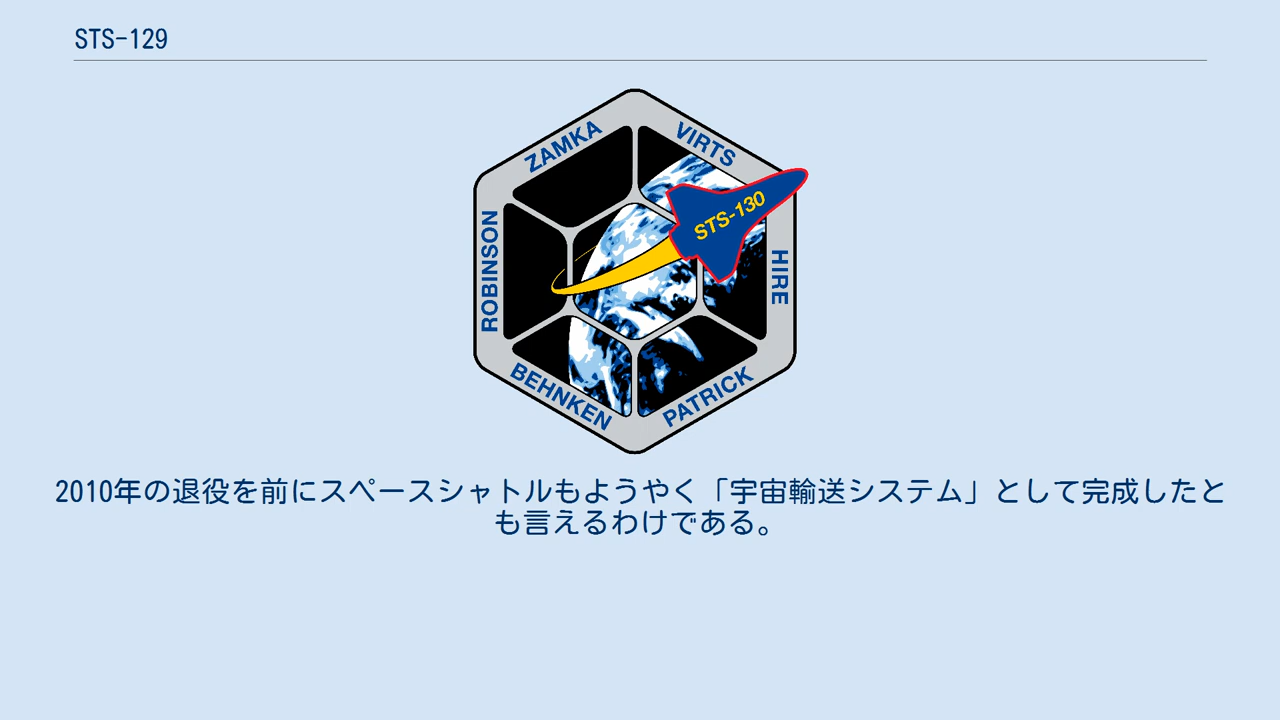 STS-129
ZAMKA
VIRTS
STS-130
ROBINSON
HIRE
BEHNKEN
PATRICK
2010年の退役を前にスペースシャトルもようやく「宇宙輸送システム」として完成したと
も言えるわけである。